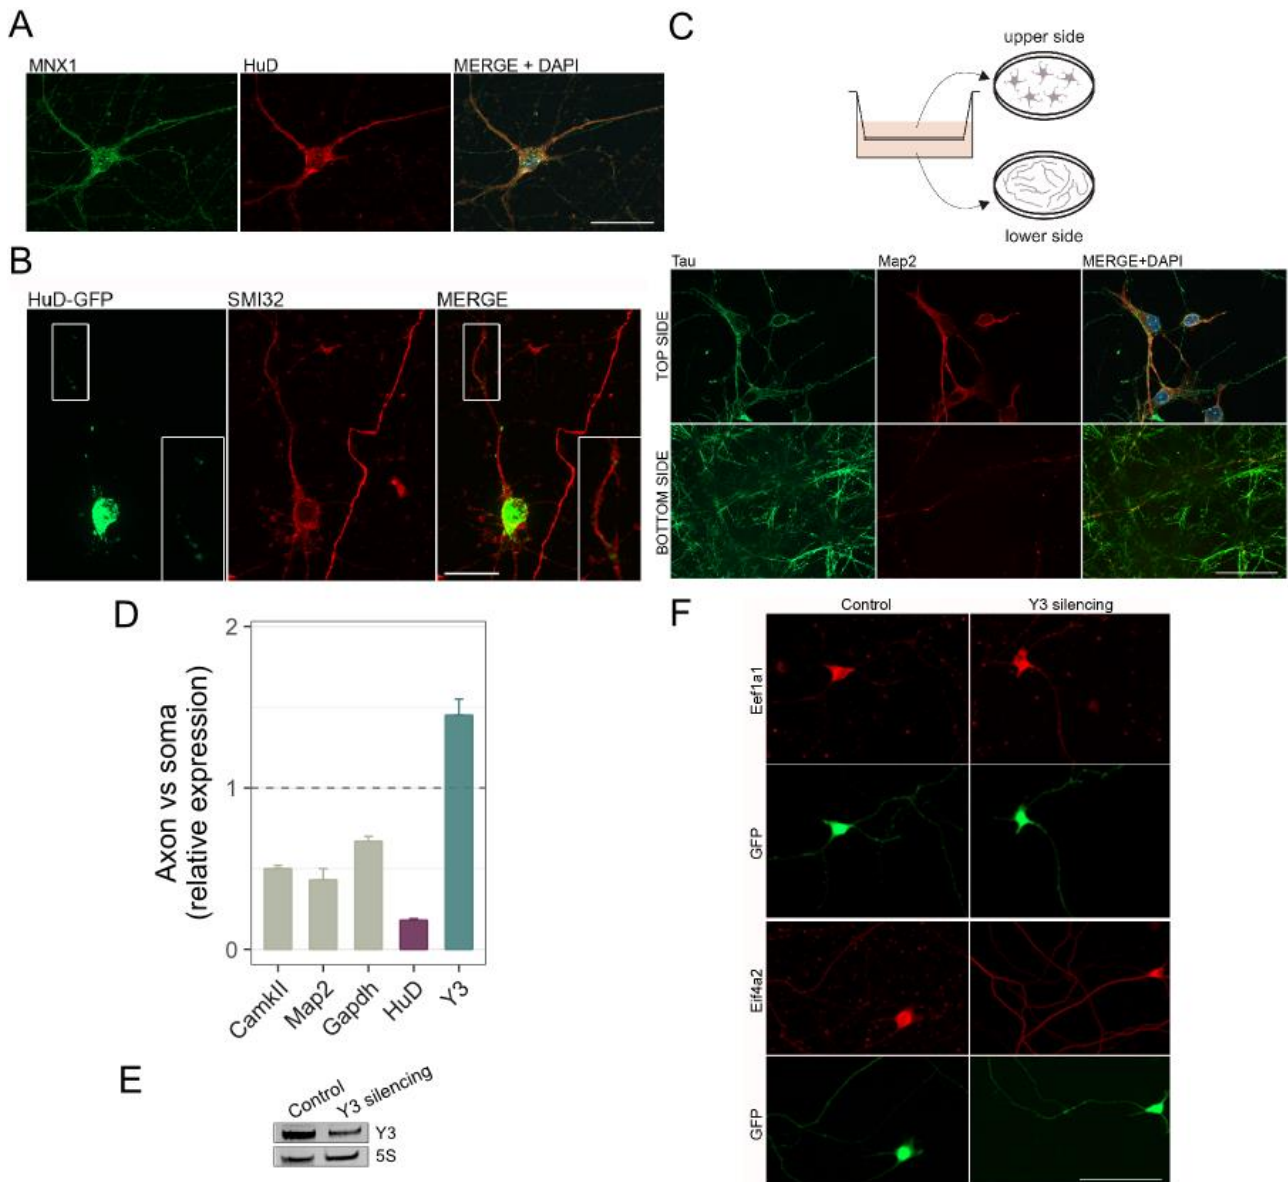 A
MNX1
HuD
MERGE + DAPI
B
HuD-GFP
SMI32
MERGE
C
upper side
lower side
Tau
Map2
MERGE+DAPI
TOP SIDE
BOTTOM SIDE
D
Axon vs soma
(relative expression)
2
1
0
CamkII
Map2
Gapdh
HuD
Y3
E
Control
Y3 silencing
Y3
5S
F
Control
Y3 silencing
Eef1a1
GFP
Eif4a2
GFP